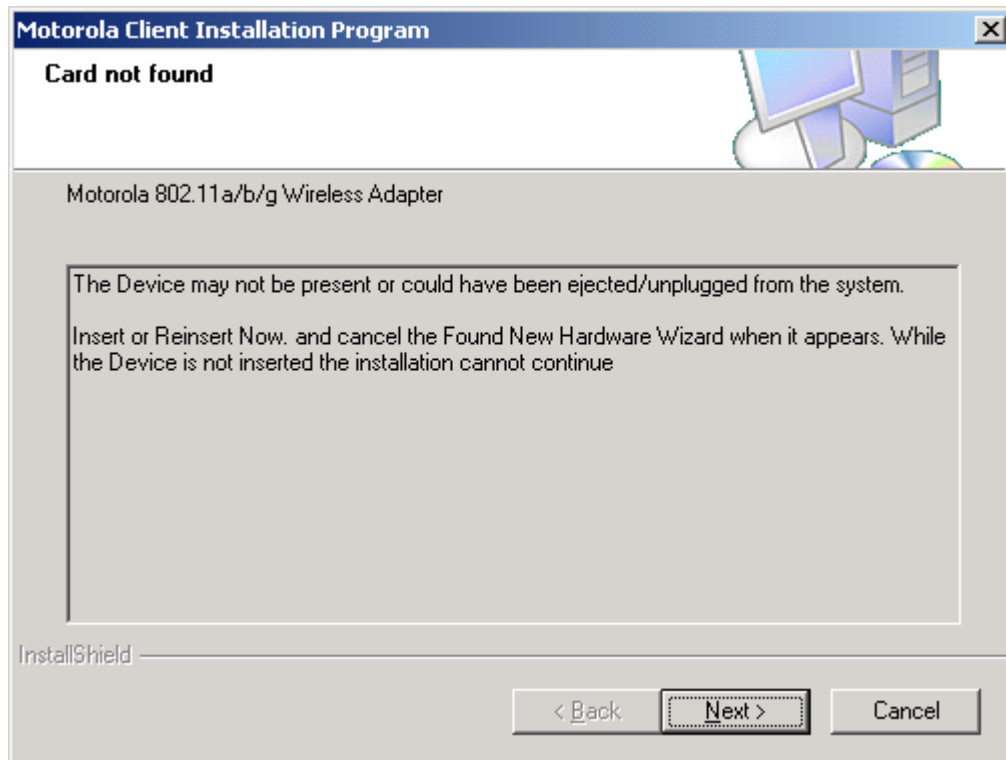 Motorola Client Installation Program
Card not found
Motorola 802.11a/b/g Wireless Adapter
The Device may not be present or could have been ejected/unplugged from the system.
Insert or Reinsert Now. and cancel the Found New Hardware Wizard when it appears. While
the Device is not inserted the installation cannot continue
InstallShield
< Back
Next >
Cancel